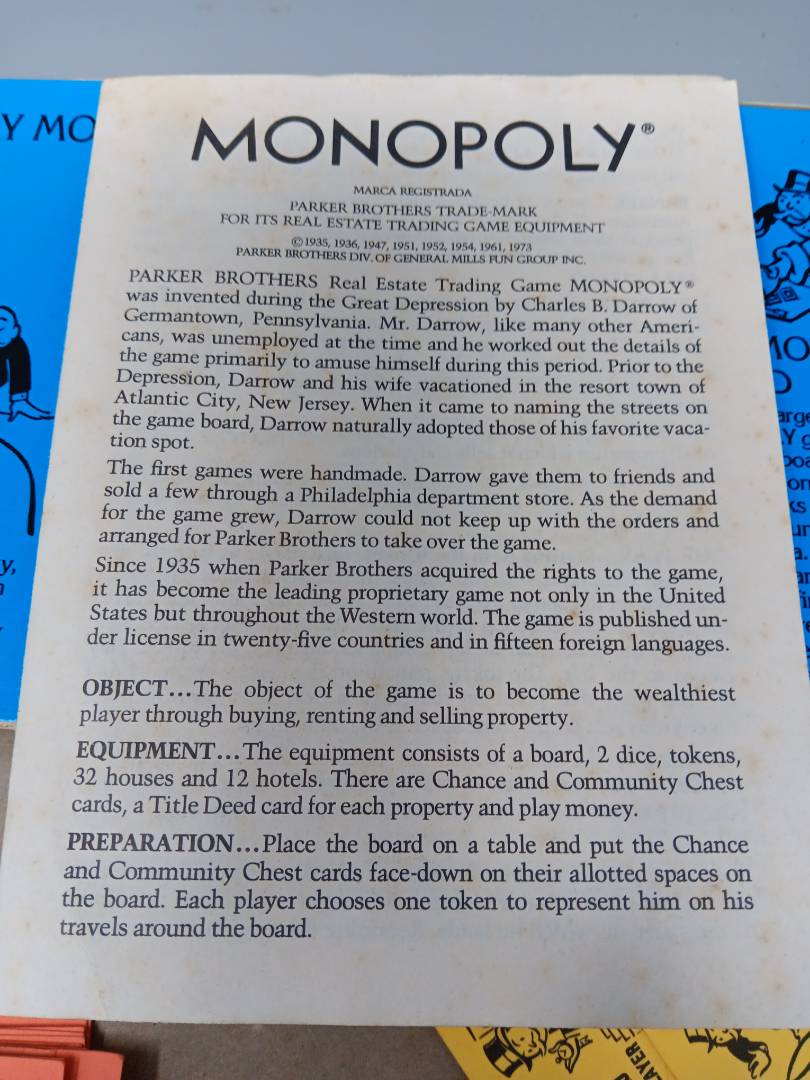 MONOPOLY®
MARCA REGISTRADA
PARKER BROTHERS TRADE-MARK
FOR ITS REAL ESTATE TRADING GAME EQUIPMENT
© 1935, 1936, 1947, 1951, 1952, 1954, 1961, 1973
PARKER BROTHERS DIV. OF GENERAL MILLS FUN GROUP INC.
PARKER BROTHERS Real Estate Trading Game MONOPOLY®
was invented during the Great Depression by Charles B. Darrow of
Germantown, Pennsylvania. Mr. Darrow, like many other Ameri-
cans, was unemployed at the time and he worked out the details of
the game primarily to amuse himself during this period. Prior to the
Depression, Darrow and his wife vacationed in the resort town of
Atlantic City, New Jersey. When it came to naming the streets on
the game board, Darrow naturally adopted those of his favorite vaca-
tion spot.
The first games were handmade. Darrow gave them to friends and
sold a few through a Philadelphia department store. As the demand
for the game grew, Darrow could not keep up with the orders and
arranged for Parker Brothers to take over the game.
Since 1935 when Parker Brothers acquired the rights to the game,
it has become the leading proprietary game not only in the United
States but throughout the Western world. The game is published un-
der license in twenty-five countries and in fifteen foreign languages.
OBJECT...The object of the game is to become the wealthiest
player through buying, renting and selling property.
EQUIPMENT...The equipment consists of a board, 2 dice, tokens,
32 houses and 12 hotels. There are Chance and Community Chest
cards, a Title Deed card for each property and play money.
PREPARATION...Place the board on a table and put the Chance
and Community Chest cards face-down on their allotted spaces on
the board. Each player chooses one token to represent him on his
travels around the board.
Y MO